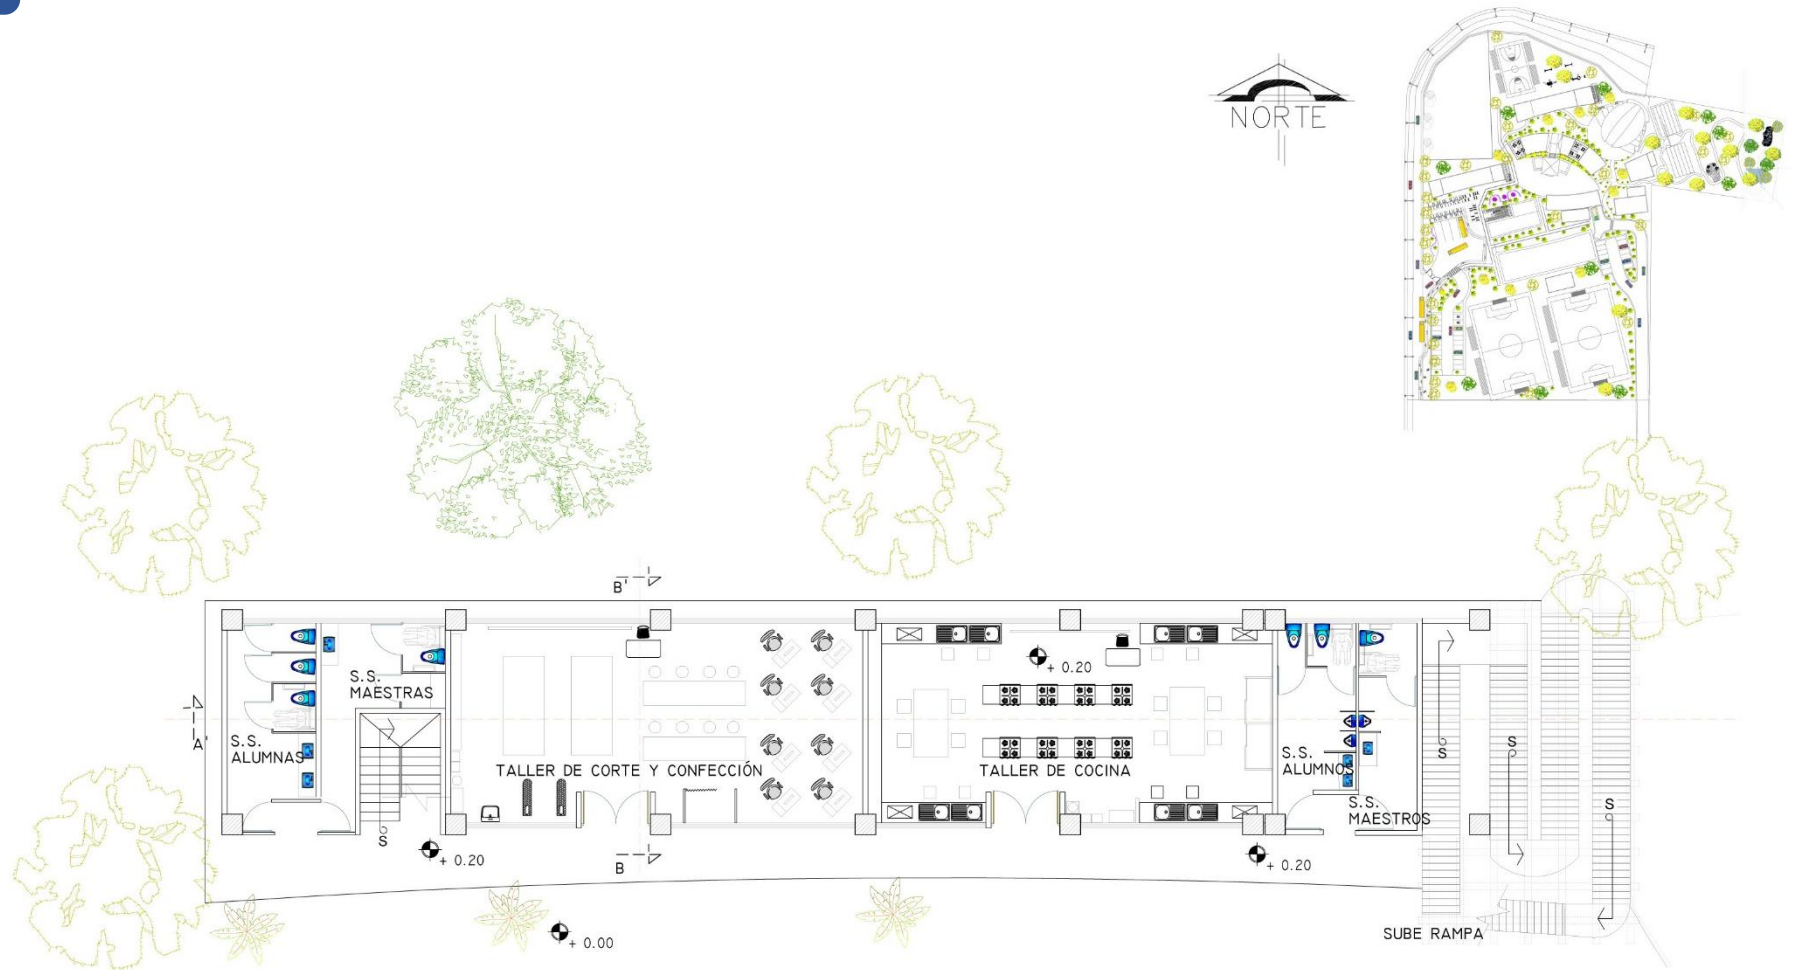 NORTE
B'
+ 0.20
S.S.
MAESTRAS
A'
S.S.
ALUMNAS
TALLER DE CORTE Y CONFECCIÓN
TALLER DE COCINA
S.S.
ALUMNOS
S.S.
MAESTROS
S
S
S
S
+ 0.20
B
+ 0.20
+ 0.00
SUBE RAMPA